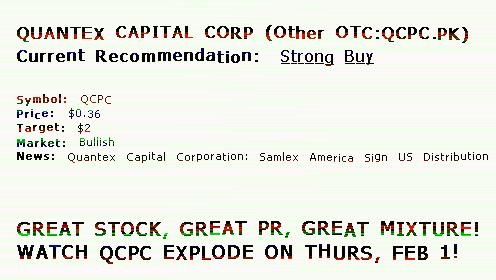 QUANTEX CAPITAL CORP (Other OTC:QCPC.PK)
Current Recommendation: Strong Buy
Symbol: QCPC
Price: $0.36
Target: $2
Market: Bullish
News: Quantex Capital Corporation: Samlex America Sign US Distribution
GREAT STOCK, GREAT PR, GREAT MIXTURE!
WATCH QCPC EXPLODE ON THURS, FEB 1!